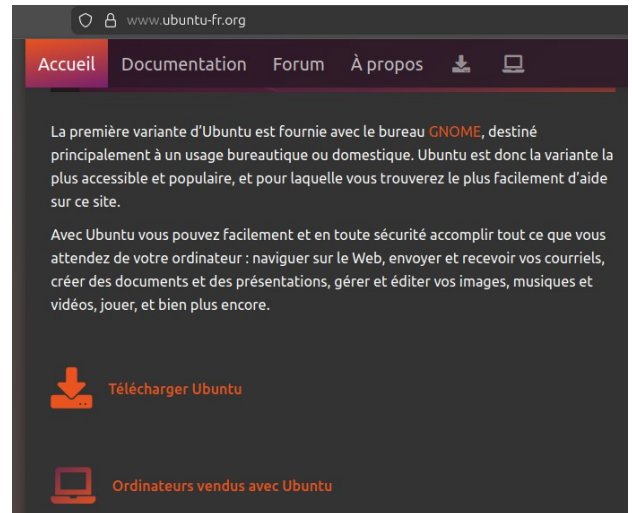 www.ubuntu-fr.org
Accueil Documentation Forum À propos
La première variante d’Ubuntu est fournie avec le bureau GNOME, destiné
principalement à un usage bureautique ou domestique. Ubuntu est donc la variante la
plus accessible et populaire, et pour laquelle vous trouverez le plus facilement d’aide
sur ce site.
Avec Ubuntu vous pouvez facilement et en toute sécurité accomplir tout ce que vous
attendez de votre ordinateur : naviguer sur le Web, envoyer et recevoir vos courriels,
créer des documents et des présentations, gérer et éditer vos images, musiques et
vidéos, jouer, et bien plus encore.
Télécharger Ubuntu
Ordinateurs vendus avec Ubuntu